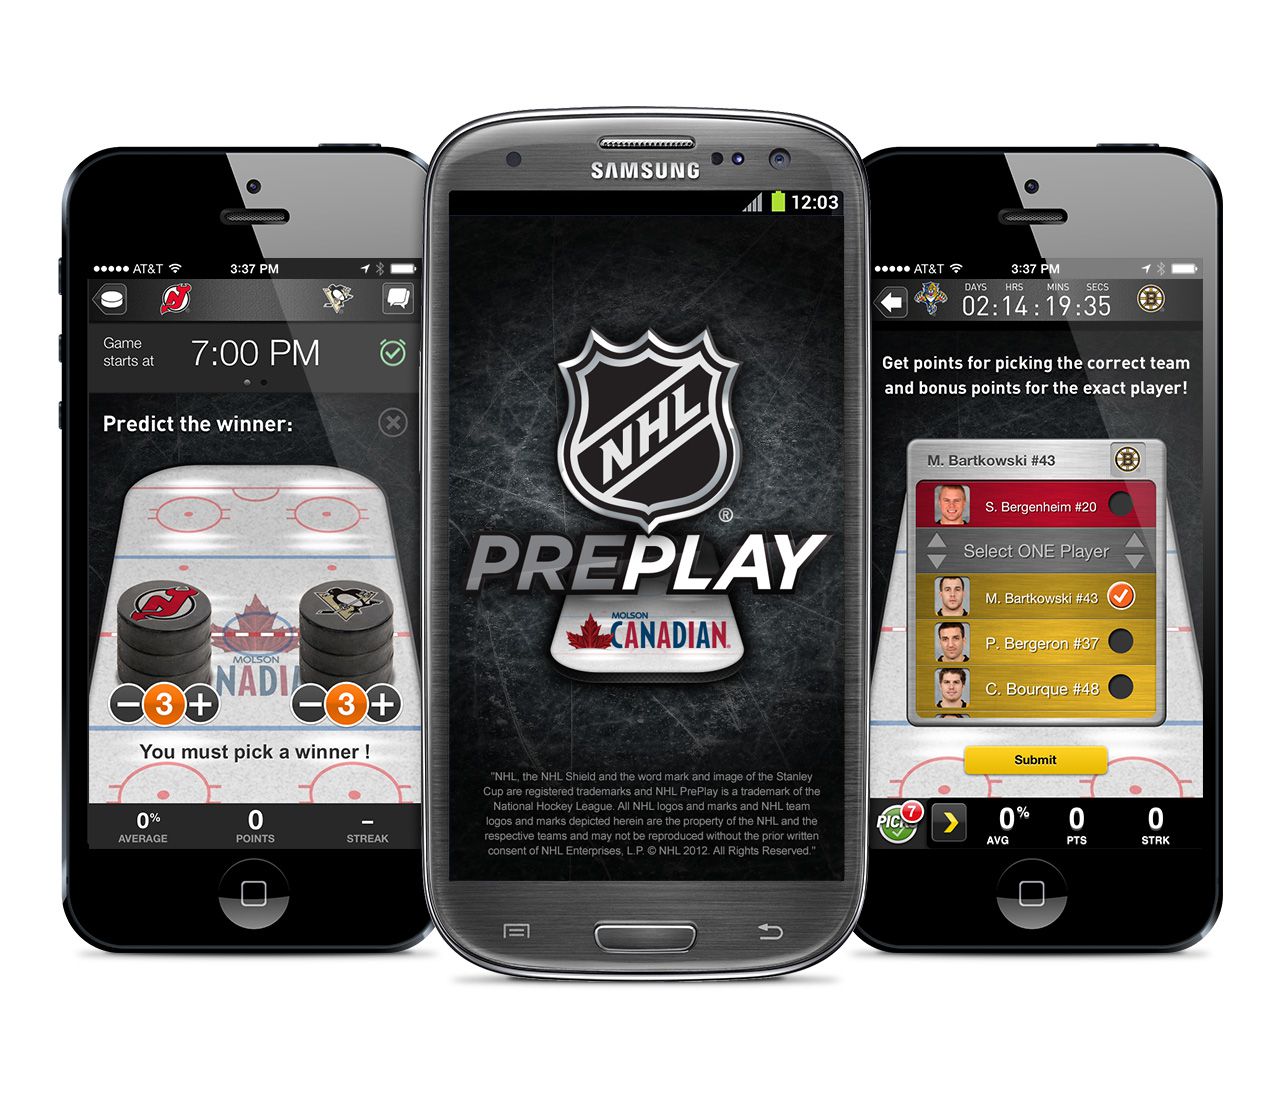 AT&T 3:37 PM
Game
starts at
7:00 PM
Predict the winner:
MOLSON
NADIA
3
3
You must pick a winner !
0% 0 -
AVERAGE POINTS STREAK
SAMSUNG
12:03
NHL
®
PREPLAY
MOLSON
CANADIAN
"NHL, the NHL Shield and the word mark and image of the Stanley
Cup are registered trademarks and NHL PrePlay is a trademark of the
National Hockey League. All NHL logos and marks and NHL team
logos and marks depicted herein are the property of the NHL and the
respective teams and may not be reproduced without the prior written
consent of NHL Enterprises, L.P. © NHL 2012. All Rights Reserved."
AT&T 3:37 PM
DAYS HRS MINS SECS
02:14:19:35
B
Get points for picking the correct team
and bonus points for the exact player!
M. Bartkowski #43
B
S. Bergenheim #20
Select ONE Player
M. Bartkowski #43
P. Bergeron #37
C. Bourque #48
Submit
PICKS
7
0% 0 0
AVG PTS STRK